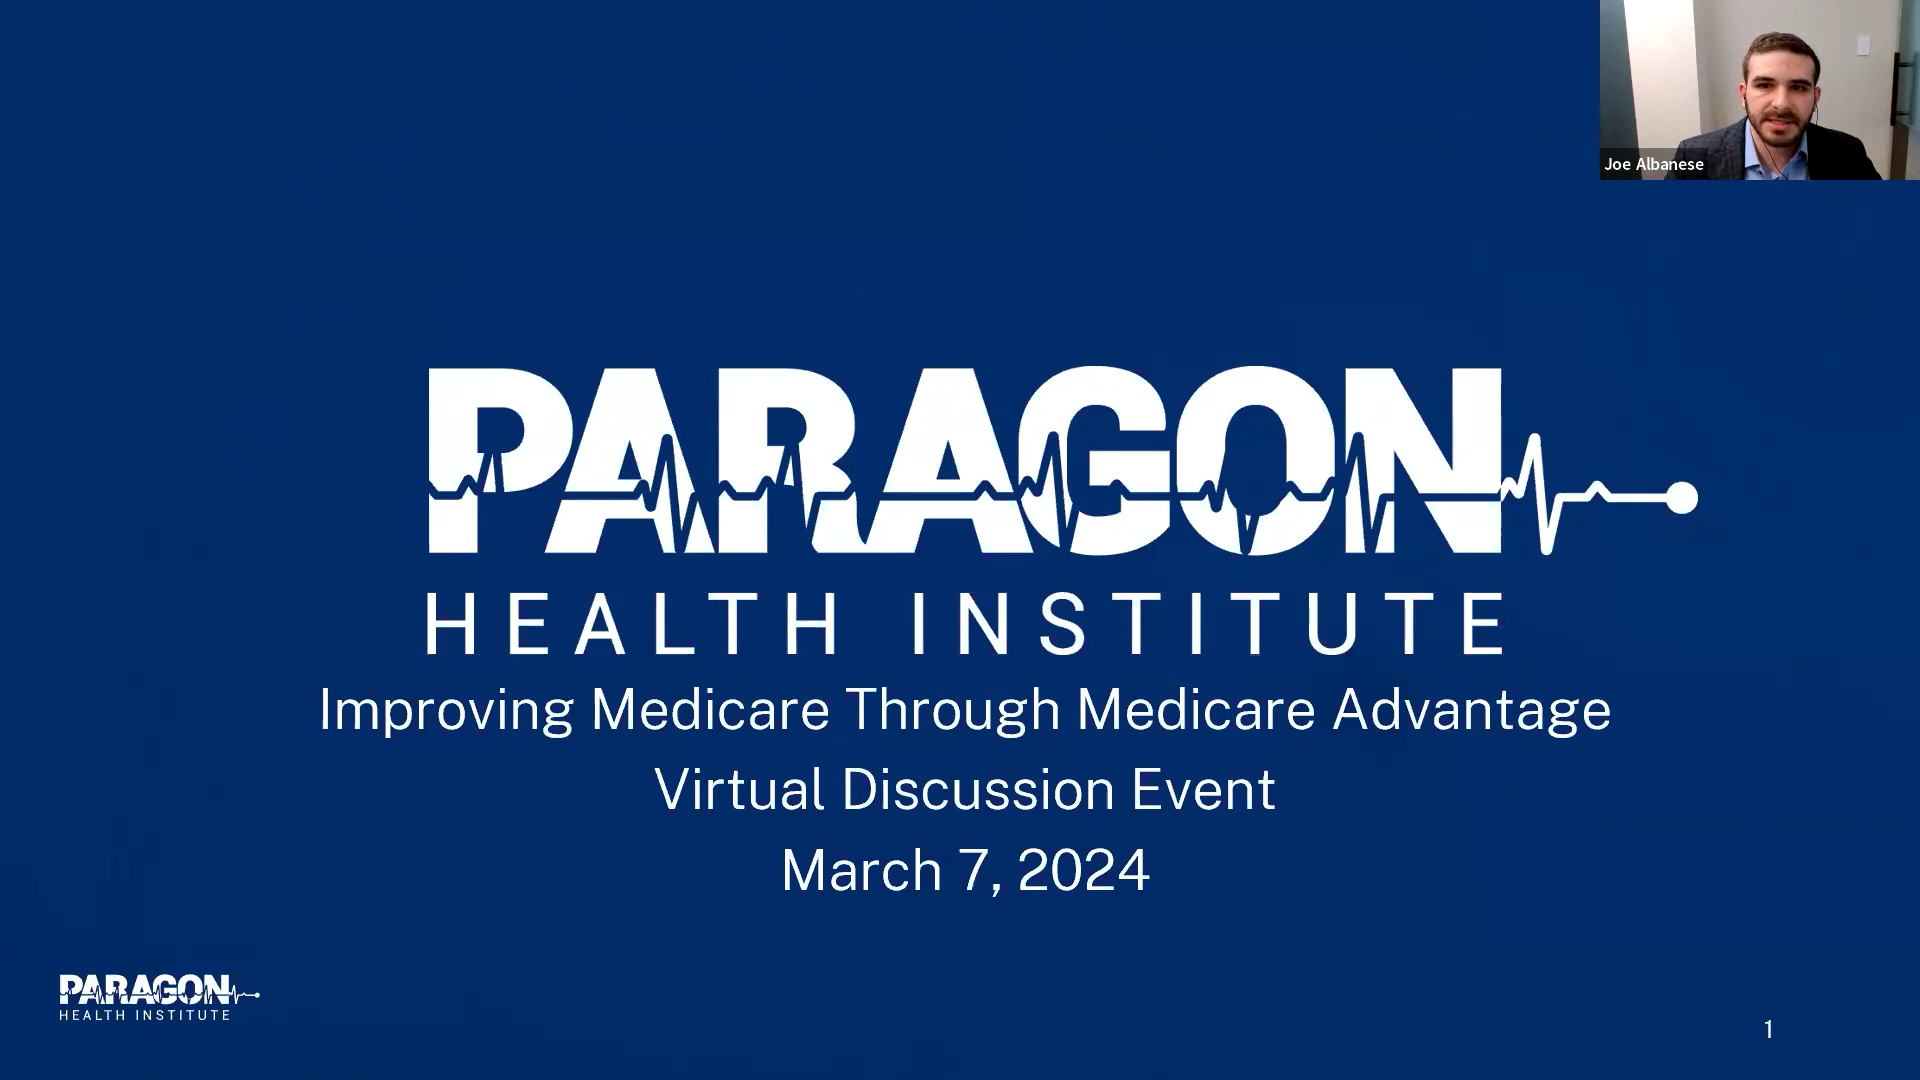 Joe Albanese
PARAGON
HEALTH INSTITUTE
Improving Medicare Through Medicare Advantage
Virtual Discussion Event
March 7, 2024
PARAGON
HEALTH INSTITUTE
1